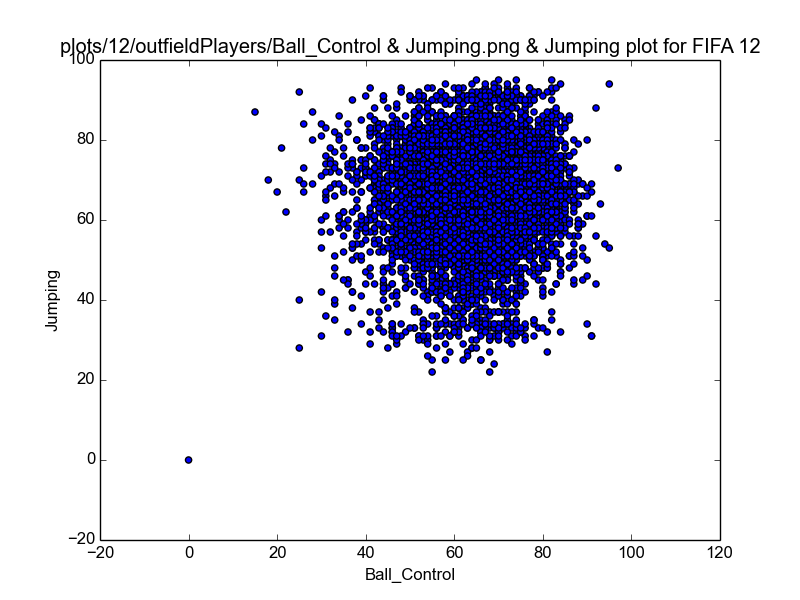 plots/12/outfieldPlayers/Ball_Control & Jumping.png & Jumping plot for FIFA 12
100
80
60
40
20
0
−20
Jumping
−20 0 20 40 60 80 100 120
Ball_Control